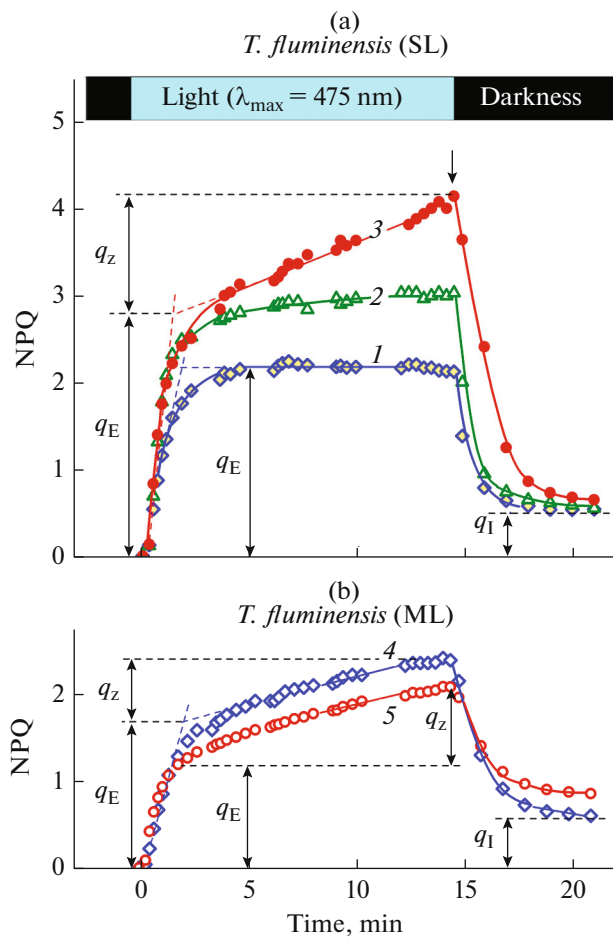 (a)
T. fluminensis (SL)
Light (λmax = 475 nm)
Darkness
5
4
3
2
1
0
NPQ
qz
qE
qE
qI
3
2
1
(b)
T. fluminensis (ML)
2
1
0
NPQ
qz
qE
qE
qz
qI
4
5
0
5
10
15
20
Time, min